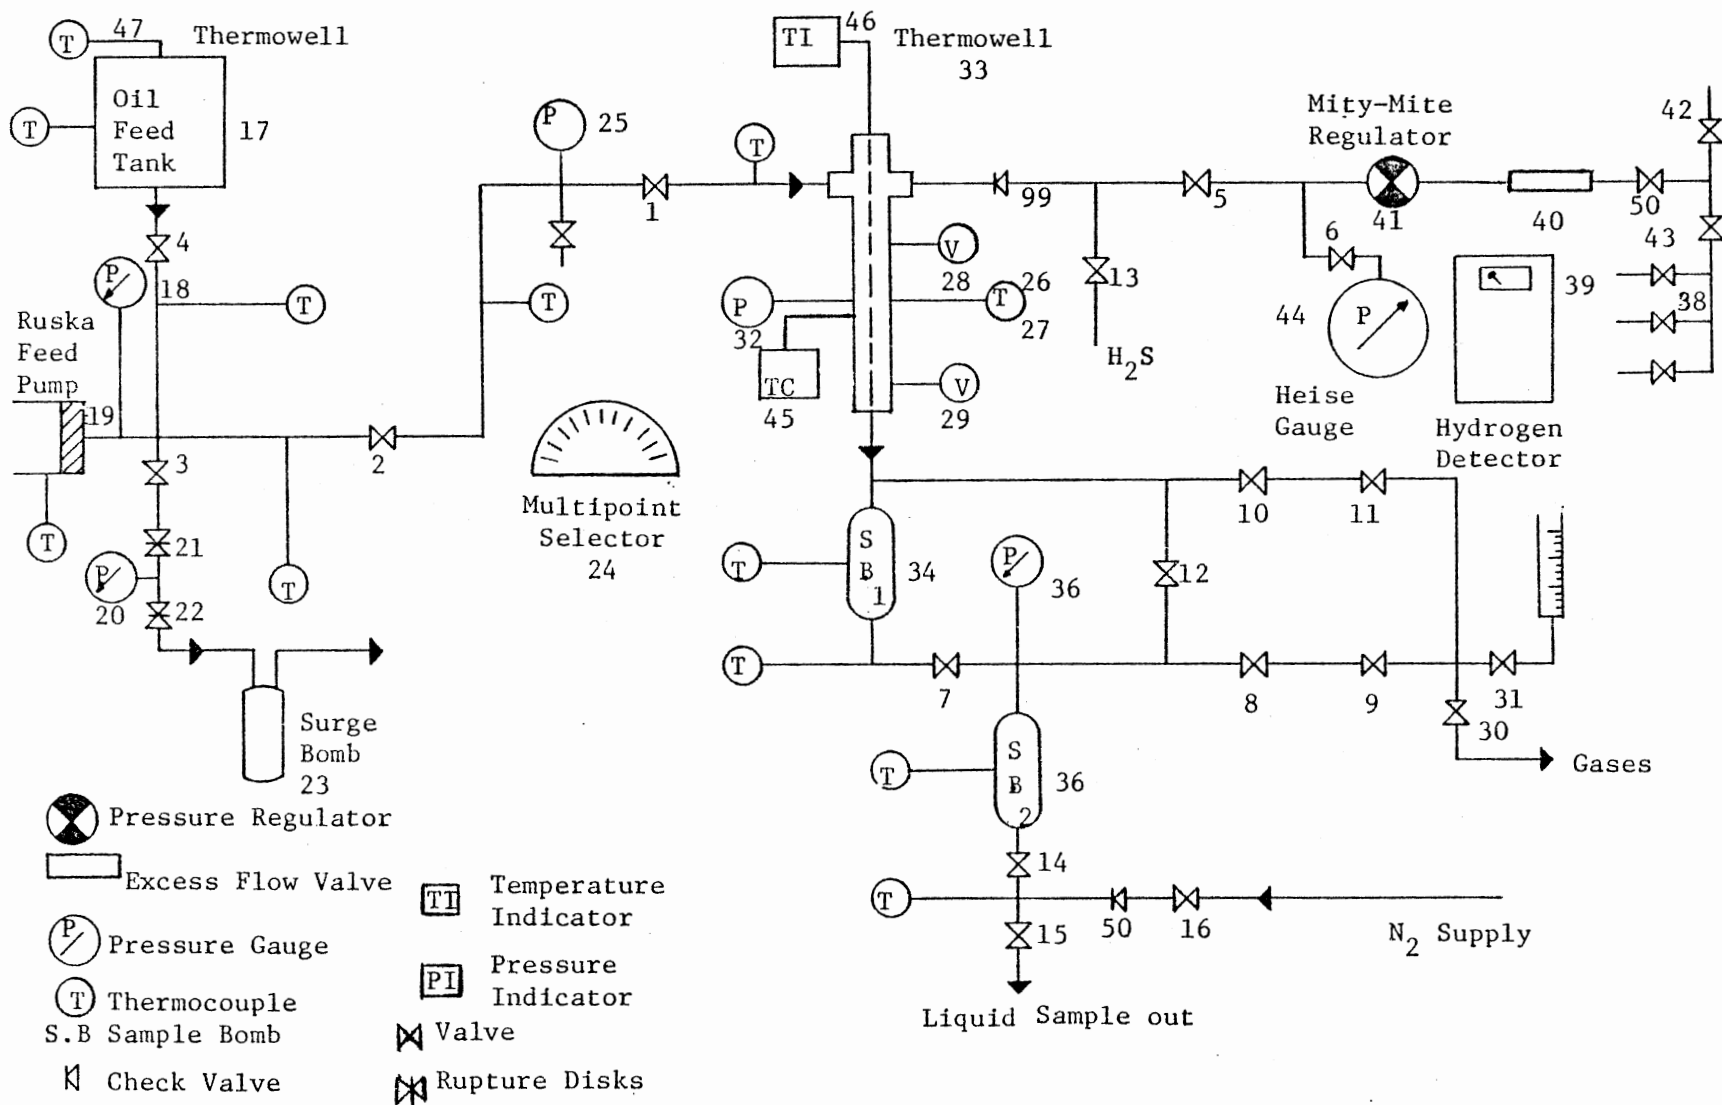 T
47
Thermowell
Oil
Feed
Tank
T
17
4
P
18
T
Ruska
Feed
Pump
19
3
2
T
T
21
P
20
22
T
Surge
Bomb
23
P
25
1
T
T
Multipoint
Selector
24
TI
46
Thermowell
33
V
28
P
32
T
26
27
TC
45
V
29
99
13
H2S
5
Mity-Mite
Regulator
41
40
50
42
43
6
44
P
Heise
Gauge
39
38
Hydrogen
Detector
10
11
S
B
1
34
T
P
36
12
T
7
8
9
31
30
Gases
S
B
2
36
T
14
T
50
16
N2 Supply
15
Liquid Sample out
Pressure Regulator
Excess Flow Valve
P
Pressure Gauge
T
Thermocouple
S.B Sample Bomb
Check Valve
TI
Temperature
Indicator
PI
Pressure
Indicator
Valve
Rupture Disks